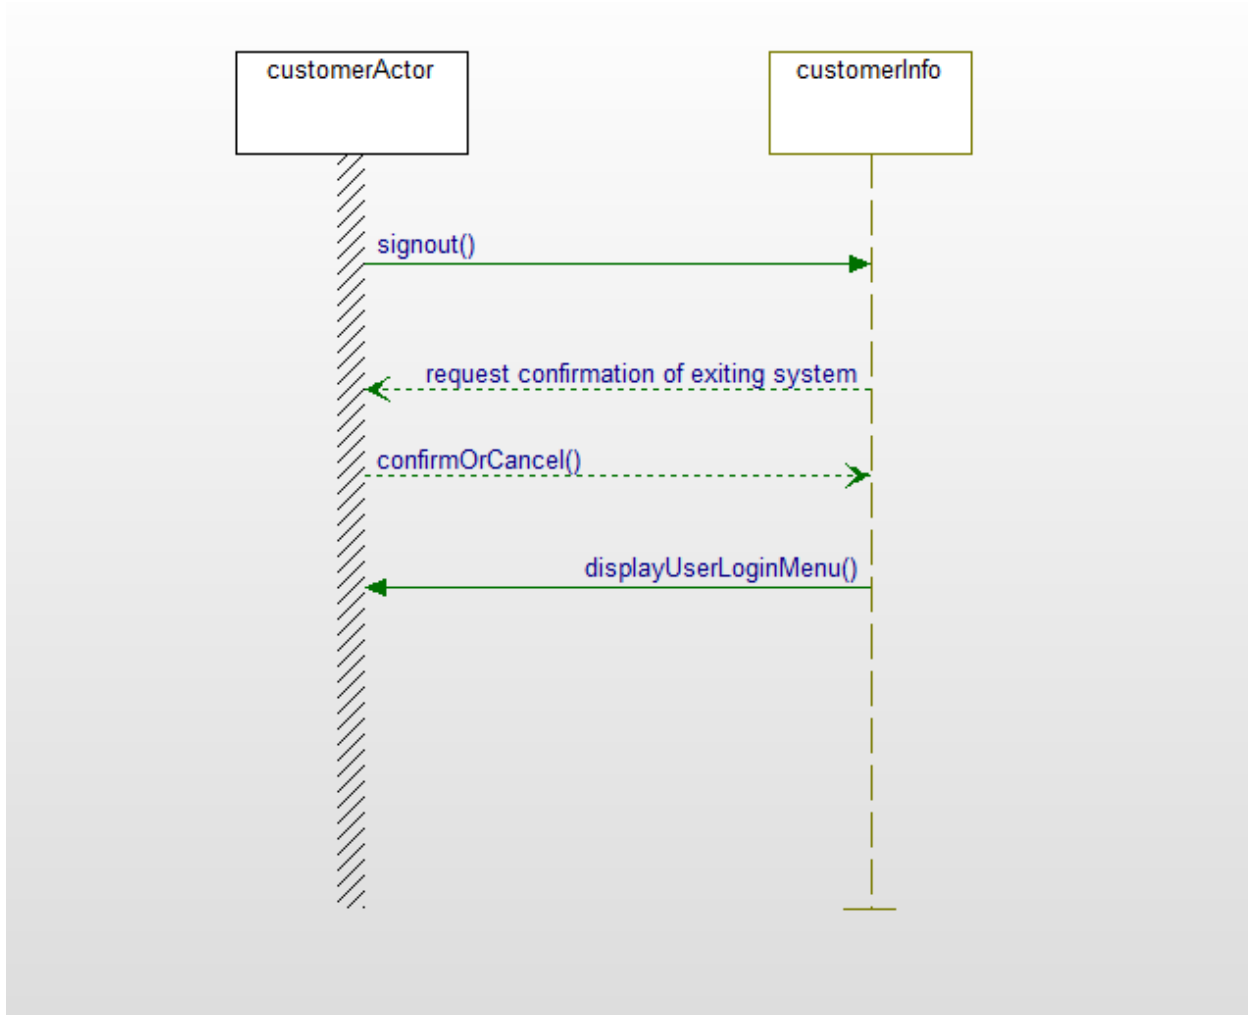 customerActor
customerInfo
signout()
request confirmation of exiting system
confirmOrCancel()
displayUserLoginMenu()